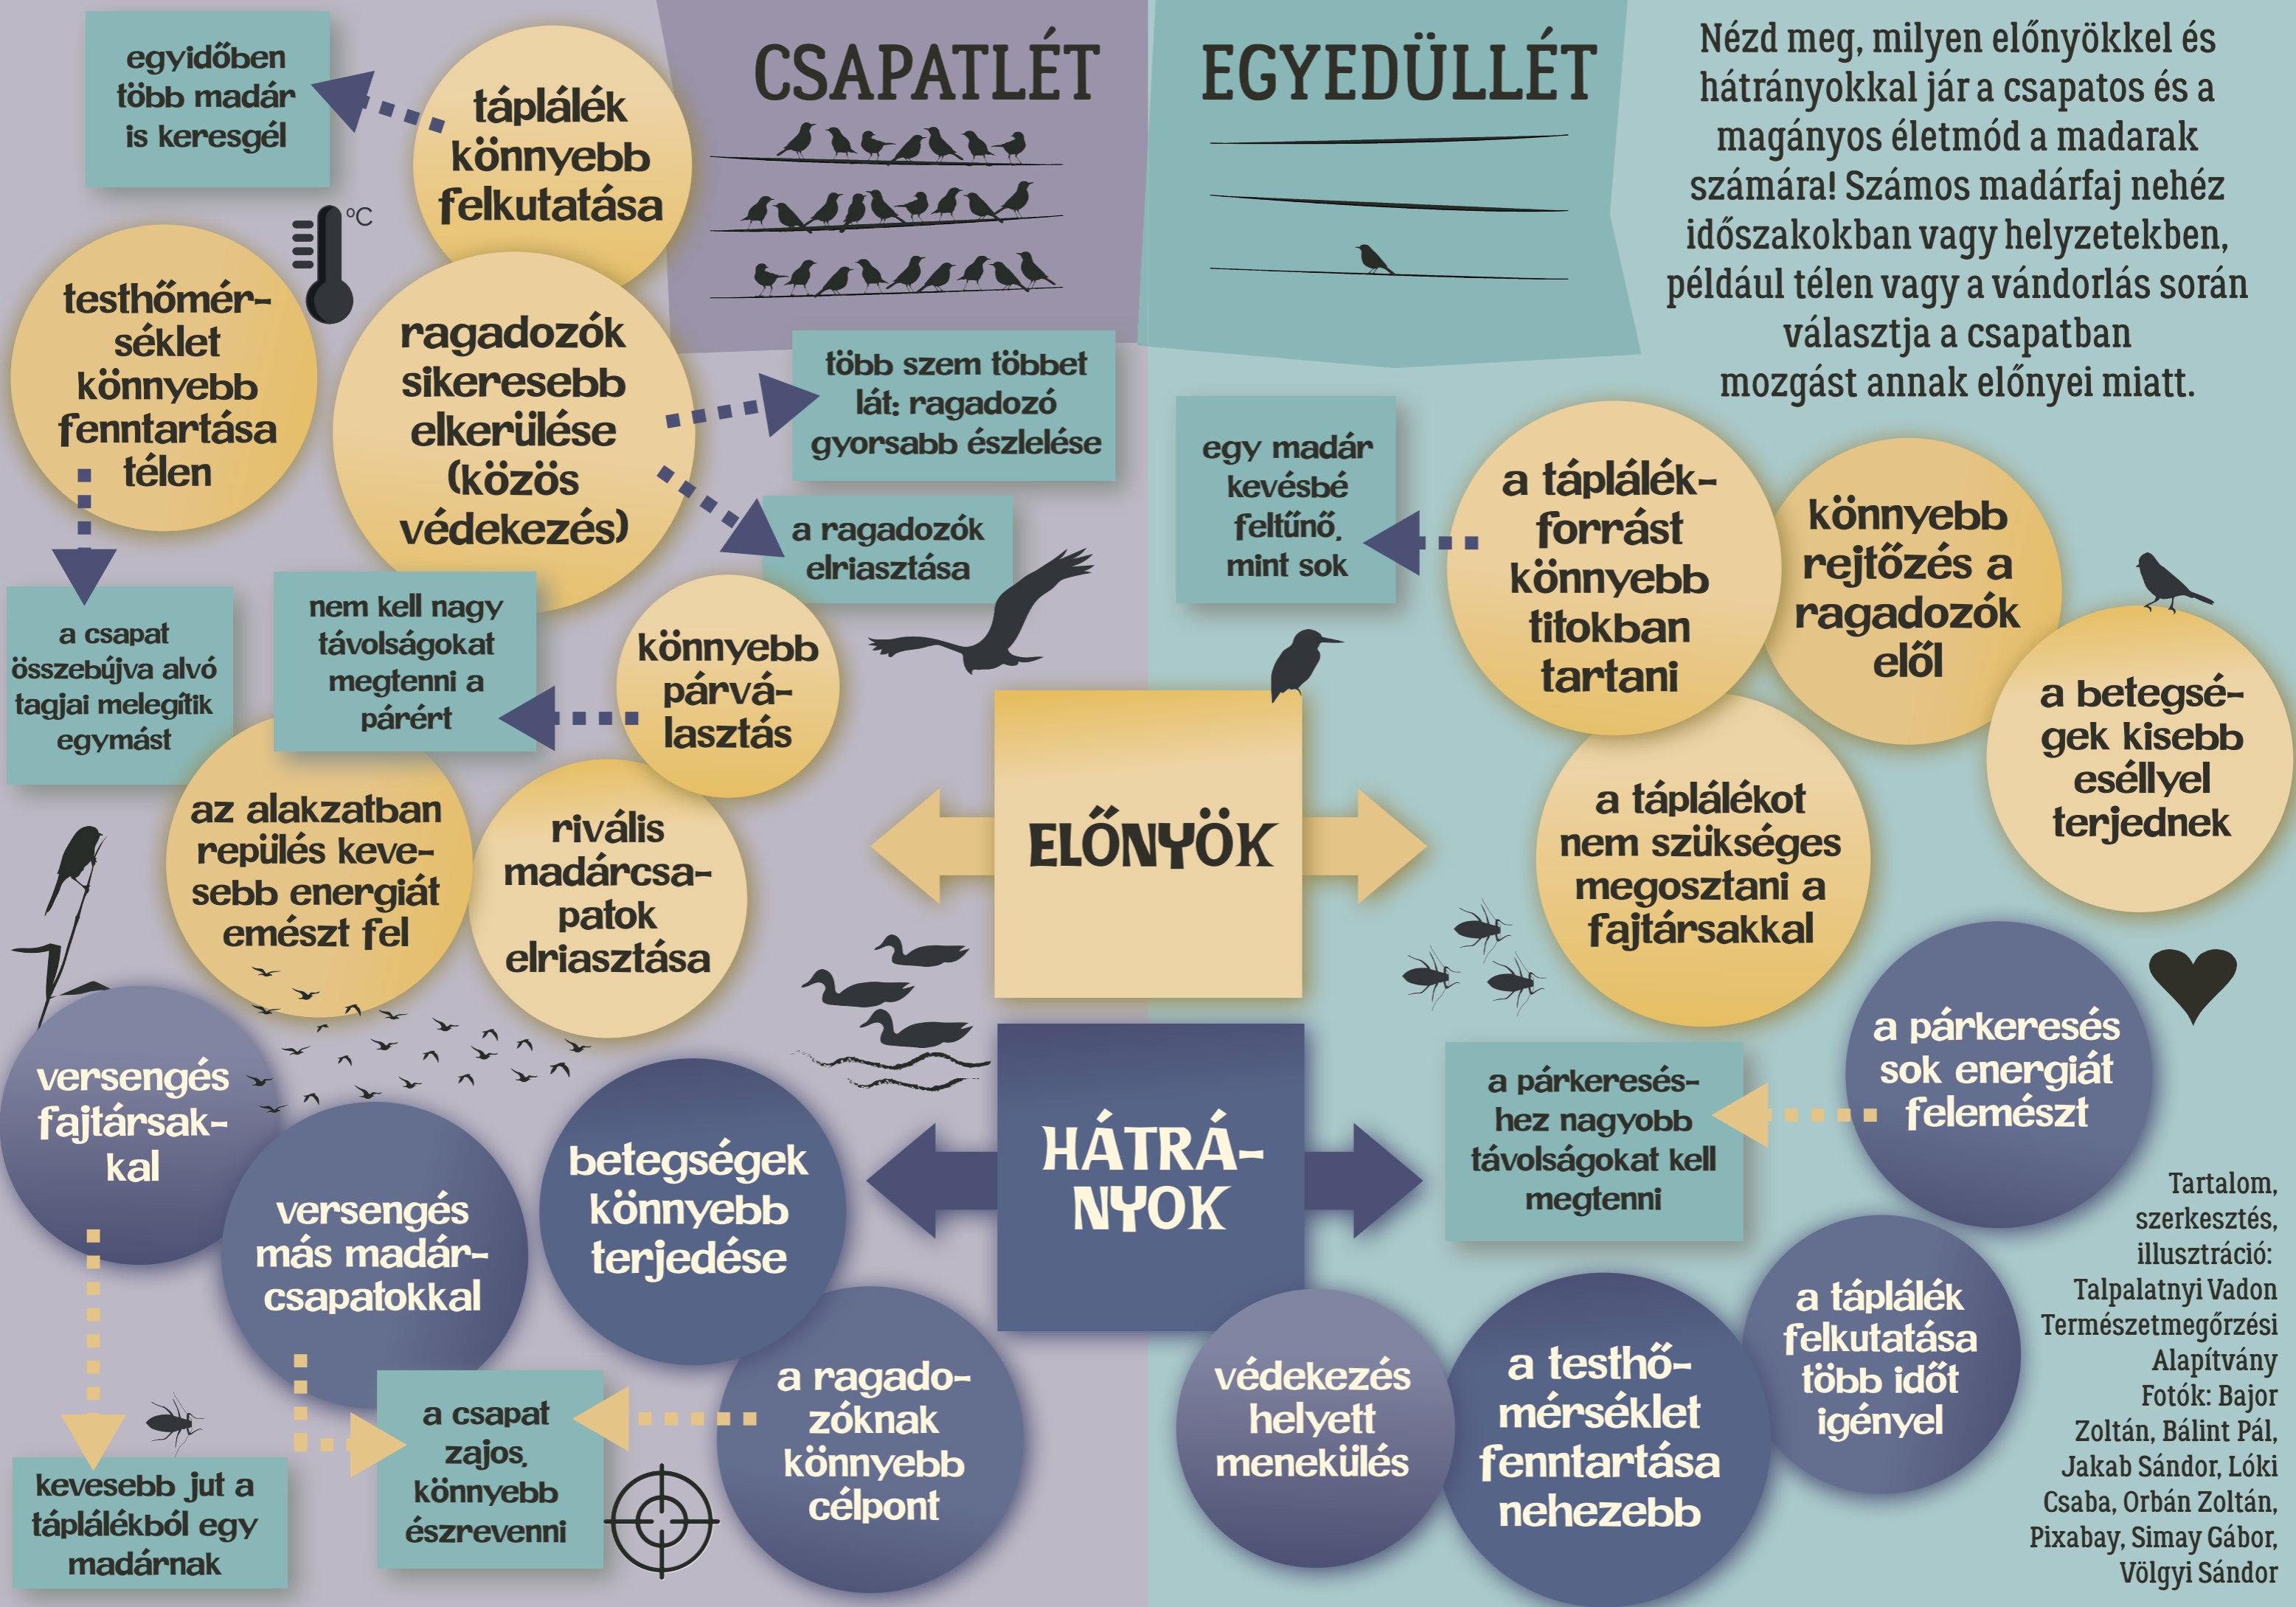 CSAPATLÉT
egyidőben
több madár
is keresgél
táplálék
könnyebb
felkutatása
°C
testhőmér-
séklet
könnyebb
fenntartása
télen
ragadozók
sikeresebb
elkerülése
(közös
védekezés)
több szem többet
lát: ragadozó
gyorsabb észlelése
a ragadozók
elriasztása
a csapat
összebújva alvó
tagjai melegítik
egymást
nem kell nagy
távolságokat
megtenni a
párért
könnyebb
párvá-
lasztás
az alakzatban
repülés keve-
sebb energiát
emészt fel
rivális
madárcsa-
patok
elriasztása
EGYEDÜLLÉT
Nézd meg, milyen előnyökkel és
hátrányokkal jár a csapatos és a
magányos életmód a madarak
számára! Számos madárfaj nehéz
időszakokban vagy helyzetekben,
például télen vagy a vándorlás során
választja a csapatban
mozgást annak előnyei miatt.
egy madár
kevésbé
feltűnő,
mint sok
a táplálék-
forrást
könnyebb
titokban
tartani
könnyebb
rejtőzés a
ragadozók
elől
a betegsé-
gek kisebb
eséllyel
terjednek
a táplálékot
nem szükséges
megosztani a
fajtársakkal
ELŐNYÖK
HÁTRÁ-
NYOK
versengés
fajtársak-
kal
versengés
más madár-
csapatokkal
betegségek
könnyebb
terjedése
a ragado-
zóknak
könnyebb
célpont
kevesebb jut a
táplálékból egy
madárnak
a csapat
zajos,
könnyebb
észrevenni
a párkeresés
sok energiát
felemészt
a párkeresés-
hez nagyobb
távolságokat kell
megtenni
védekezés
helyett
menekülés
a testhő-
mérséklet
fenntartása
nehezebb
a táplálék
felkutatása
több időt
igényel
Tartalom,
szerkesztés,
illusztráció:
Talpalatnyi Vadon
Természetmegőrzési
Alapítvány
Fotók: Bajor
Zoltán, Bálint Pál,
Jakab Sándor, Lóki
Csaba, Orbán Zoltán,
Pixabay, Simay Gábor,
Völgyi Sándor